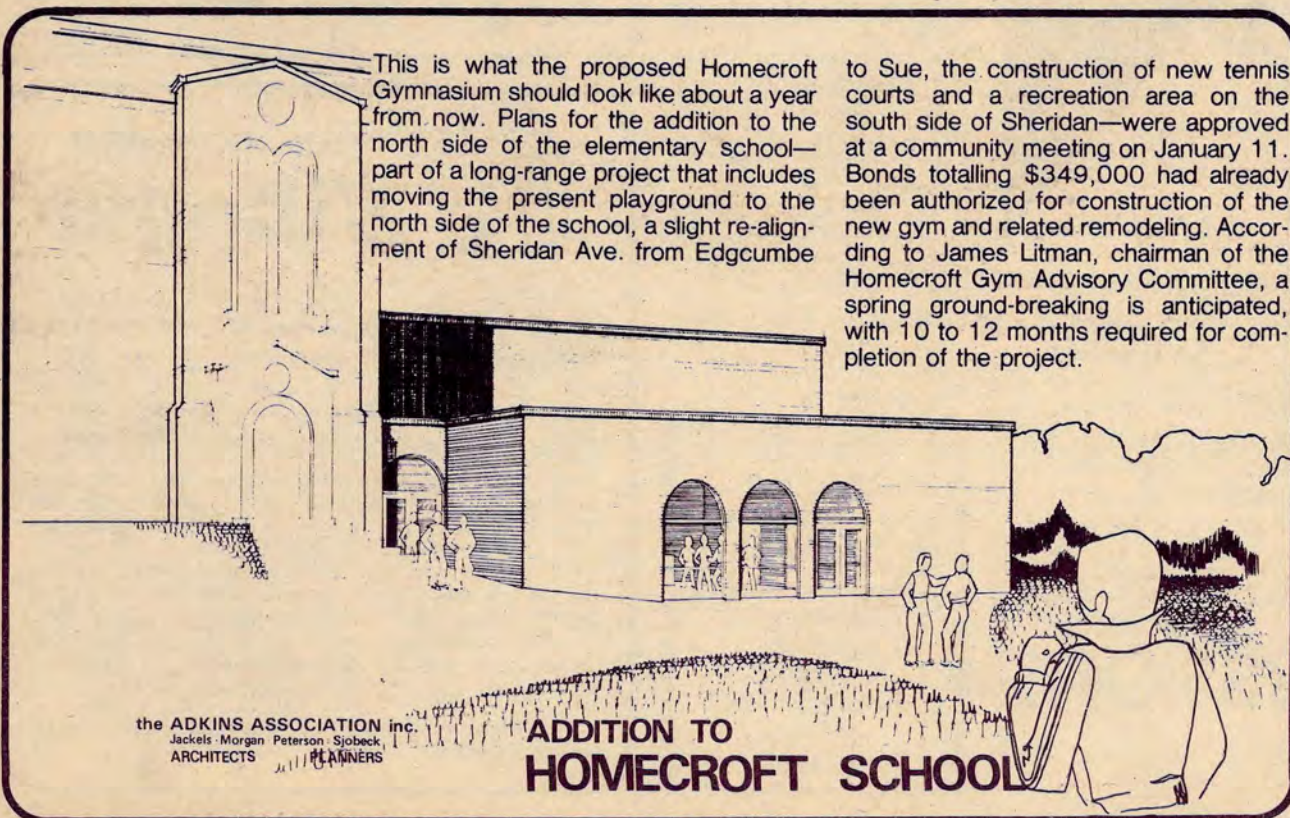 This is what the proposed Homecroft
Gymnasium should look like about a year
from now. Plans for the addition to the
north side of the elementary school—
part of a long-range project that includes
moving the present playground to the
north side of the school, a slight re-align-
ment of Sheridan Ave. from Edgcumbe
to Sue, the construction of new tennis
courts and a recreation area on the
south side of Sheridan—were approved
at a community meeting on January 11.
Bonds totalling $349,000 had already
been authorized for construction of the
new gym and related remodeling. Accor-
ding to James Litman, chairman of the
Homecroft Gym Advisory Committee, a
spring ground-breaking is anticipated,
with 10 to 12 months required for com-
pletion of the project.
the ADKINS ASSOCIATION inc.
Jackels · Morgan Peterson · Sjobeck
ARCHITECTS PLANNERS
ADDITION TO
HOMECROFT SCHOOL